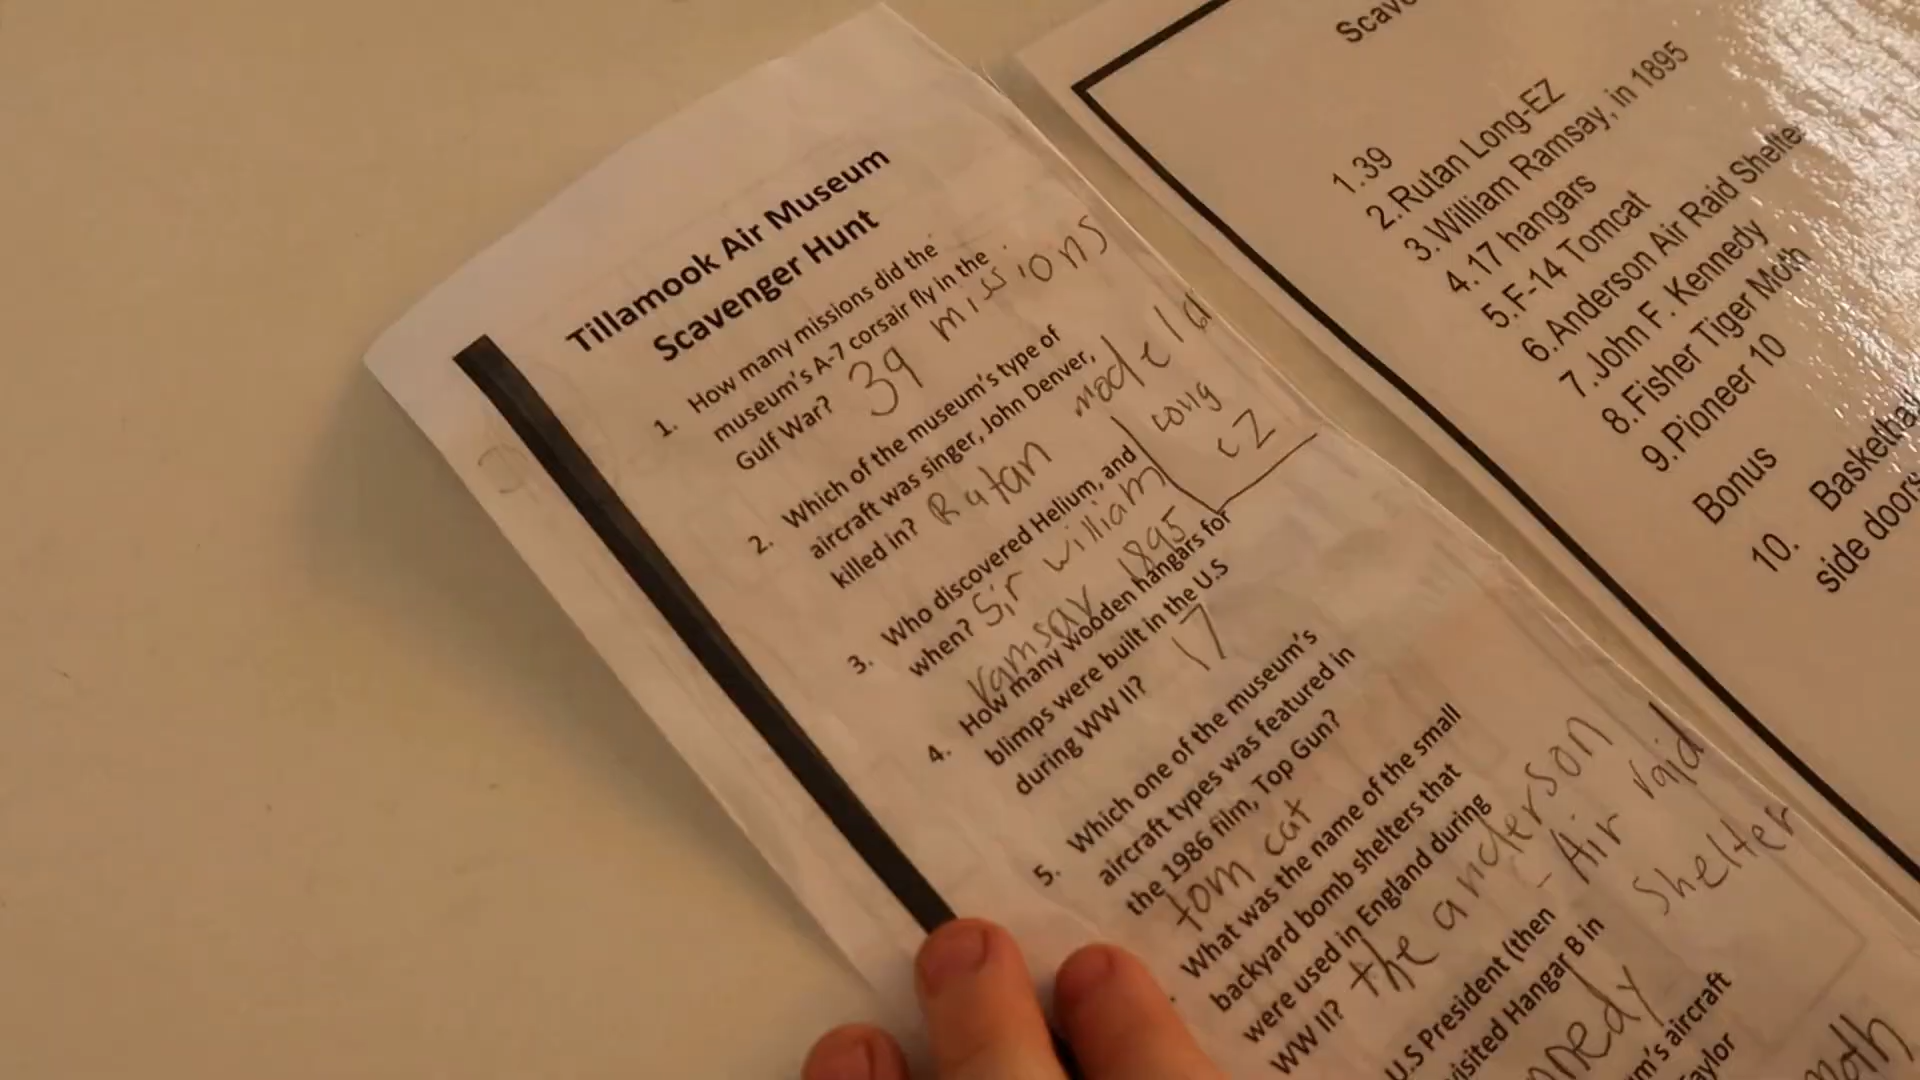 Tillamook Air Museum
Scavenger Hunt
1. How many missions did the
museum's A-7 corsair fly in the
Gulf War? 39 missions
2. Which of the museum's type of
aircraft was singer, John Denver,
killed in? Rutan model
long
EZ
3. Who discovered Helium, and
when? Sir william
ramsay 1895
4. How many wooden hangars for
blimps were built in the U.S
during WW II? 17
5. Which one of the museum's
aircraft types was featured in
the 1986 film, Top Gun?
tom cat
What was the name of the small
backyard bomb shelters that
were used in England during
WW II? the anderson
- Air raid
shelter
U.S President (then
visited Hangar B in
nnedy
m's aircraft
aylor
moth
Scave
1.39
2.Rutan Long-EZ
3.William Ramsay, in 1895
4.17 hangars
5.F-14 Tomcat
6.Anderson Air Raid Shelte
7.John F. Kennedy
8.Fisher Tiger Moth
9.Pioneer 10
Bonus
10. Basketba
side doors